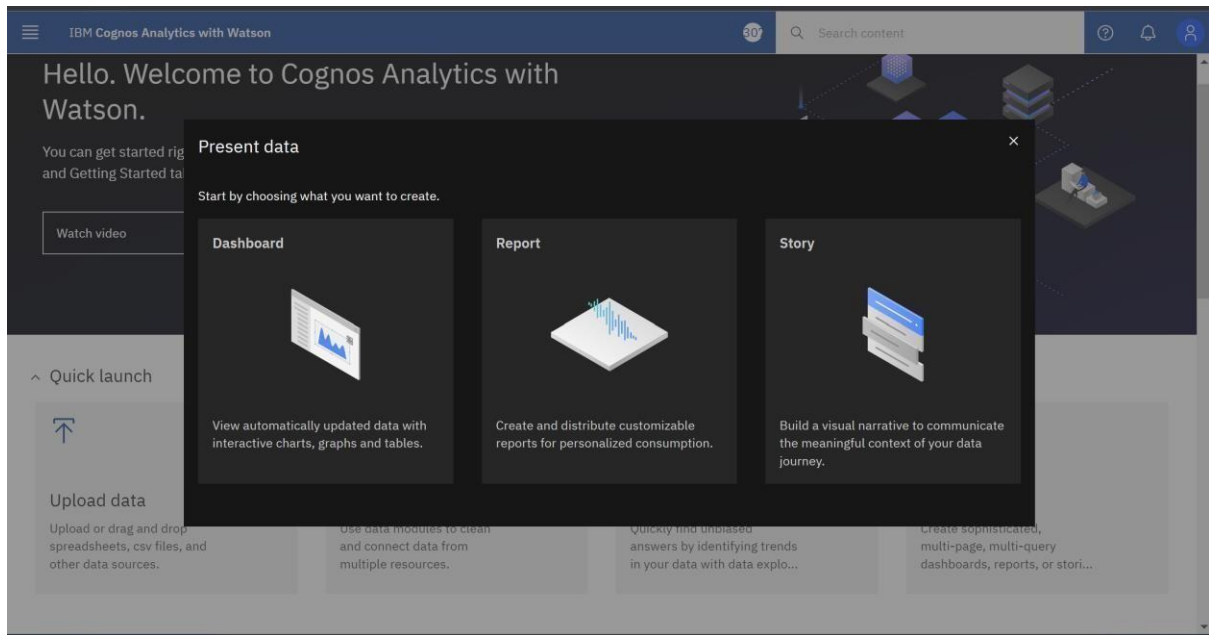 IBM Cognos Analytics with Watson
30
Search content
Hello. Welcome to Cognos Analytics with
Watson.
You can get started rig
and Getting Started ta
Watch video
Present data
Start by choosing what you want to create.
Dashboard
View automatically updated data with
interactive charts, graphs and tables.
Report
Create and distribute customizable
reports for personalized consumption.
Story
Build a visual narrative to communicate
the meaningful context of your data
journey.
Quick launch
Upload data
Upload or drag and drop
spreadsheets, csv files, and
other data sources.
Use data modules to clean
and connect data from
multiple resources.
Quickly find unbiased
answers by identifying trends
in your data with data explo...
Create sophisticated,
multi-page, multi-query
dashboards, reports, or stori...